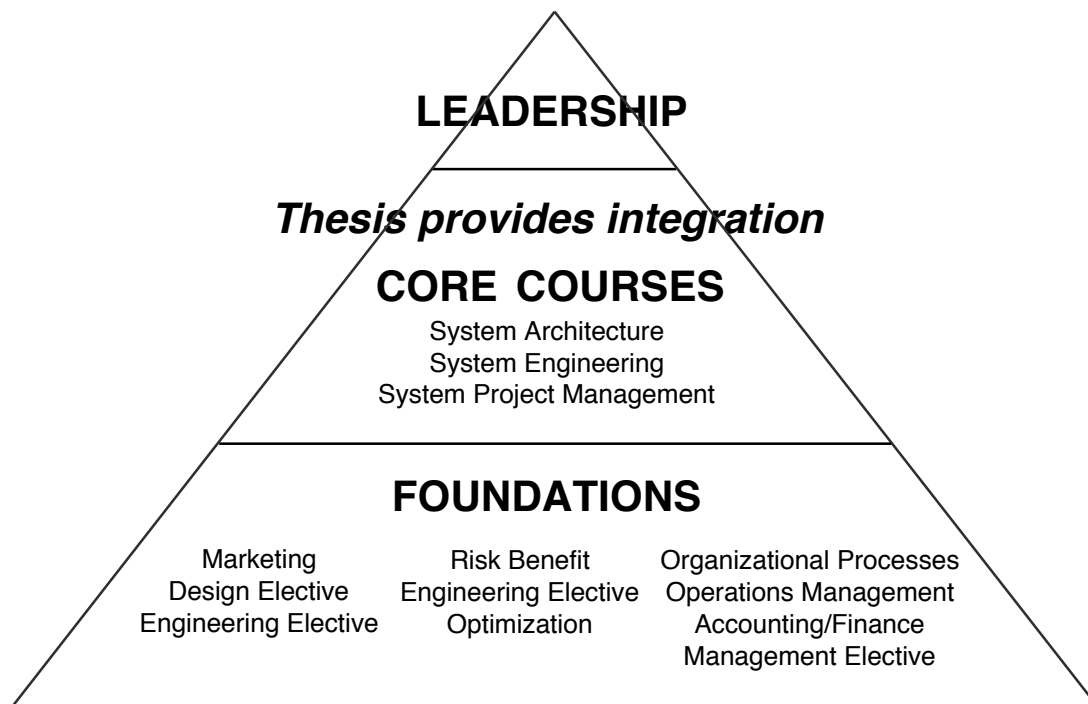 LEADERSHIP
Thesis provides integration
CORE COURSES
System Architecture
System Engineering
System Project Management
FOUNDATIONS
Marketing
Design Elective
Engineering Elective
Risk Benefit
Engineering Elective
Optimization
Organizational Processes
Operations Management
Accounting/Finance
Management Elective